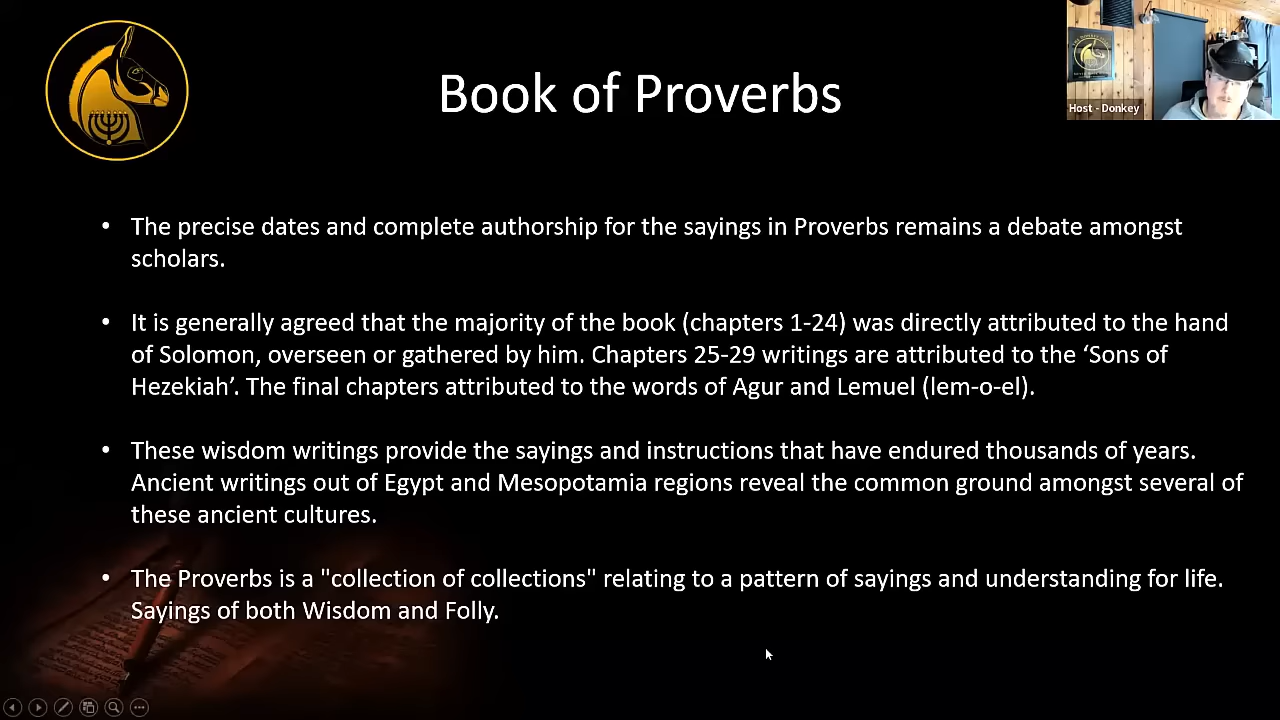 Book of Proverbs
Host - Donkey
• The precise dates and complete authorship for the sayings in Proverbs remains a debate amongst
scholars.
• It is generally agreed that the majority of the book (chapters 1-24) was directly attributed to the hand
of Solomon, overseen or gathered by him. Chapters 25-29 writings are attributed to the ‘Sons of
Hezekiah’. The final chapters attributed to the words of Agur and Lemuel (lem-o-el).
• These wisdom writings provide the sayings and instructions that have endured thousands of years.
Ancient writings out of Egypt and Mesopotamia regions reveal the common ground amongst several of
these ancient cultures.
• The Proverbs is a "collection of collections" relating to a pattern of sayings and understanding for life.
Sayings of both Wisdom and Folly.